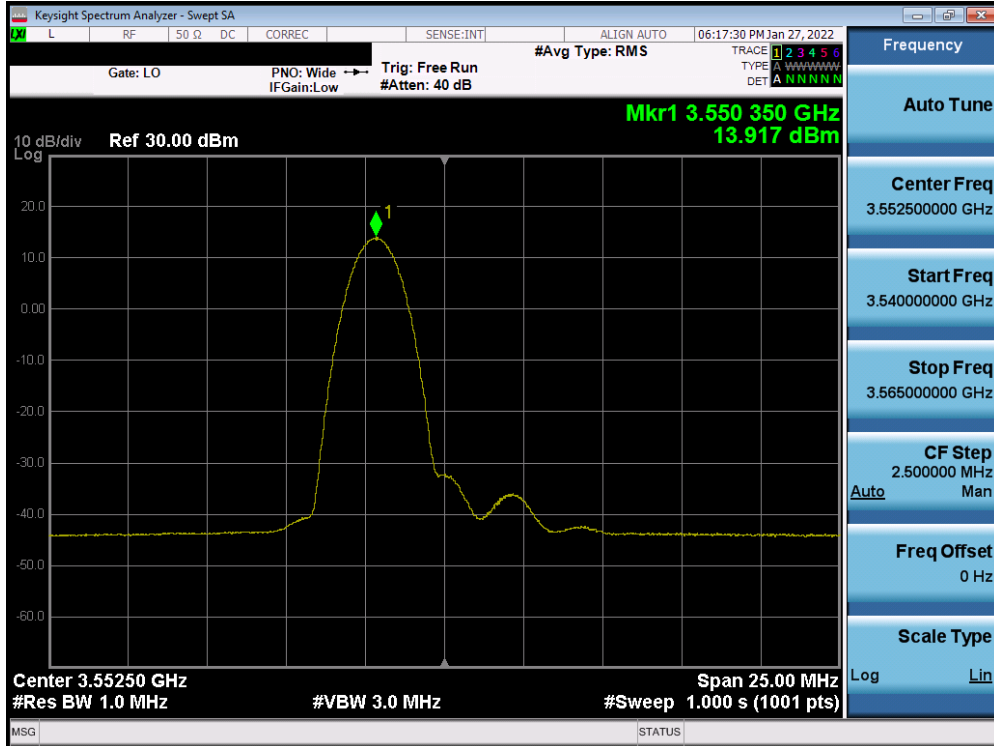 Keysight Spectrum Analyzer - Swept SA
LXI L RF 50 Ω DC CORREC SENSE:INT ALIGN AUTO 06:17:30 PM Jan 27, 2022
Gate: LO
PNO: Wide
IFGain:Low
Trig: Free Run
#Atten: 40 dB
#Avg Type: RMS
TRACE 1 2 3 4 5 6
TYPE A WWWWW
DET A N N N N N
Mkr1 3.550 350 GHz
13.917 dBm
10 dB/div
Log
Ref 30.00 dBm
1
20.0
10.0
0.00
-10.0
-20.0
-30.0
-40.0
-50.0
-60.0
Center 3.55250 GHz
Span 25.00 MHz
#Res BW 1.0 MHz
#VBW 3.0 MHz
#Sweep 1.000 s (1001 pts)
MSG
STATUS
Frequency
Auto Tune
Center Freq
3.552500000 GHz
Start Freq
3.540000000 GHz
Stop Freq
3.565000000 GHz
CF Step
2.500000 MHz
Auto Man
Freq Offset
0 Hz
Scale Type
Log Lin